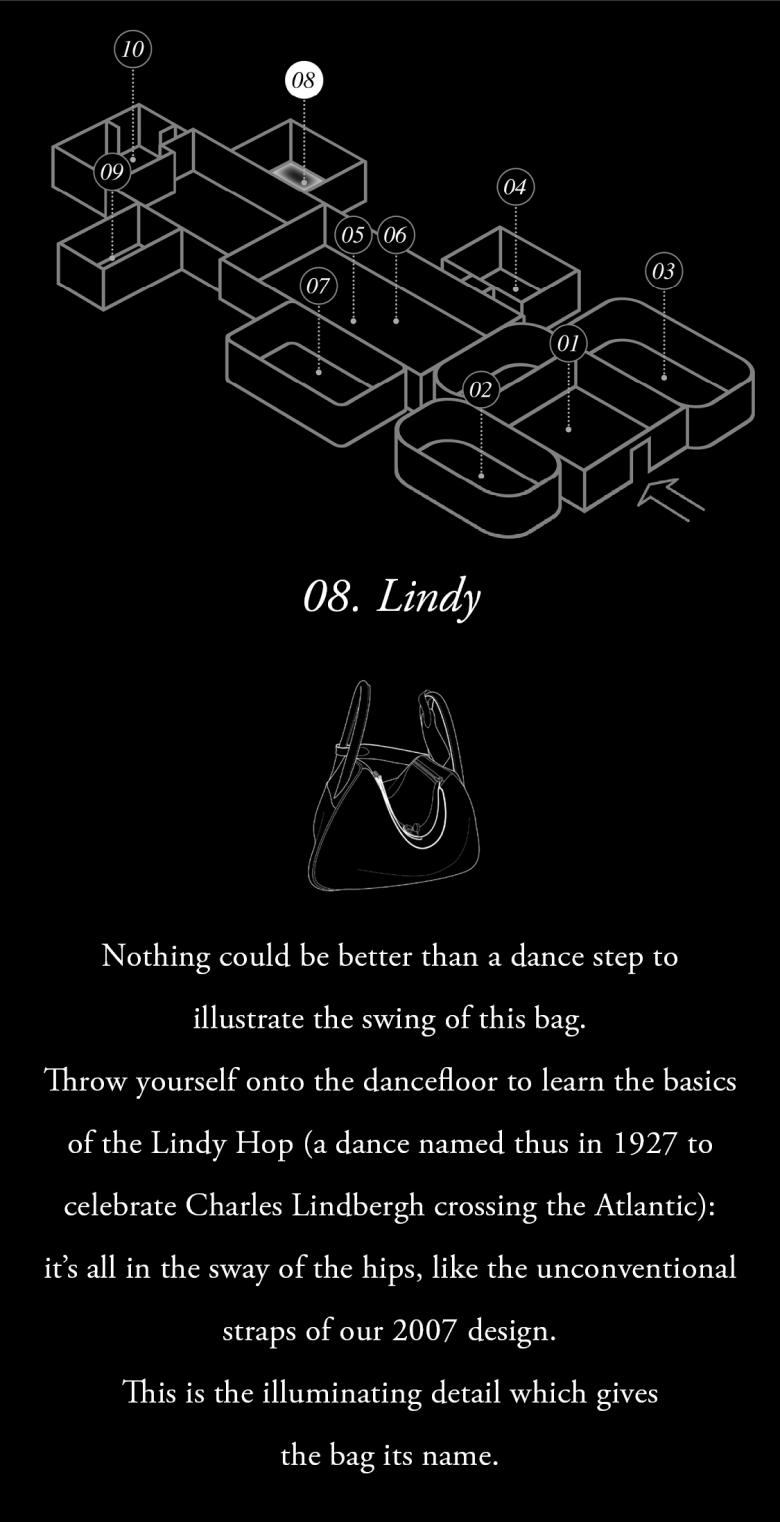 10
08
09
04
05
06
03
07
01
02
08. Lindy
Nothing could be better than a dance step to
illustrate the swing of this bag.
Throw yourself onto the dancefloor to learn the basics
of the Lindy Hop (a dance named thus in 1927 to
celebrate Charles Lindbergh crossing the Atlantic):
it’s all in the sway of the hips, like the unconventional
straps of our 2007 design.
This is the illuminating detail which gives
the bag its name.